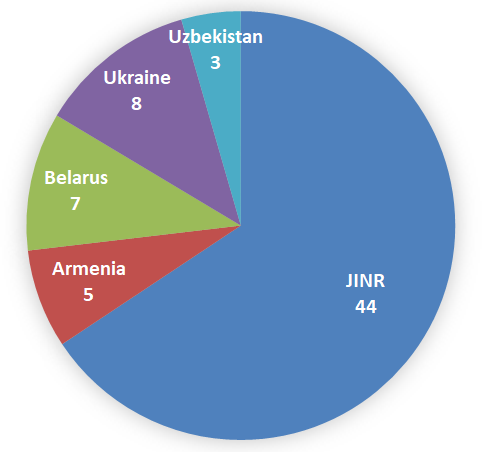 Uzbekistan
3
Ukraine
8
Belarus
7
Armenia
5
JINR
44